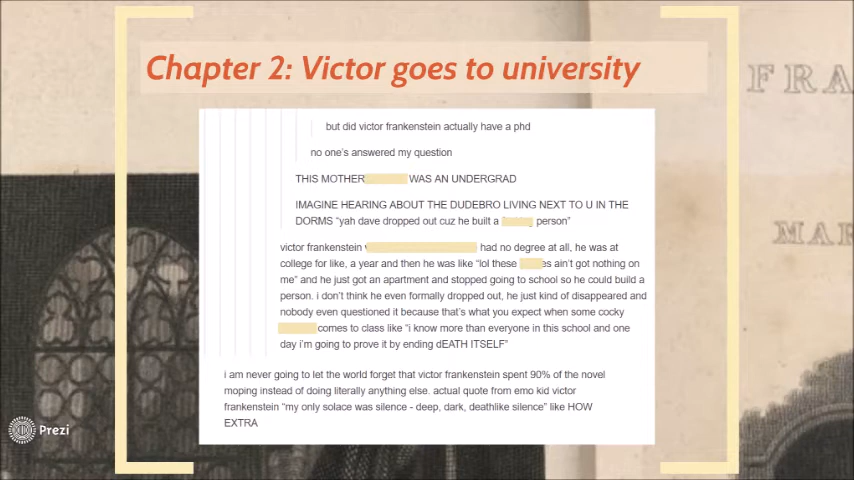 Chapter 2: Victor goes to university
but did victor frankenstein actually have a phd
no one's answered my question
THIS MOTHER WAS AN UNDERGRAD
IMAGINE HEARING ABOUT THE DUDEBRO LIVING NEXT TO U IN THE
DORMS "yah dave dropped out cuz he built a person"
victor frankenstein had no degree at all, he was at
college for like, a year and then he was like "lol these es ain't got nothing on
me" and he just got an apartment and stopped going to school so he could build a
person. i don't think he even formally dropped out, he just kind of disappeared and
nobody even questioned it because that's what you expect when some cocky
comes to class like "i know more than everyone in this school and one
day i'm going to prove it by ending dEATH ITSELF"
i am never going to let the world forget that victor frankenstein spent 90% of the novel
moping instead of doing literally anything else. actual quote from emo kid victor
frankenstein "my only solace was silence - deep, dark, deathlike silence" like HOW
EXTRA
FRA
MAR
Prezi